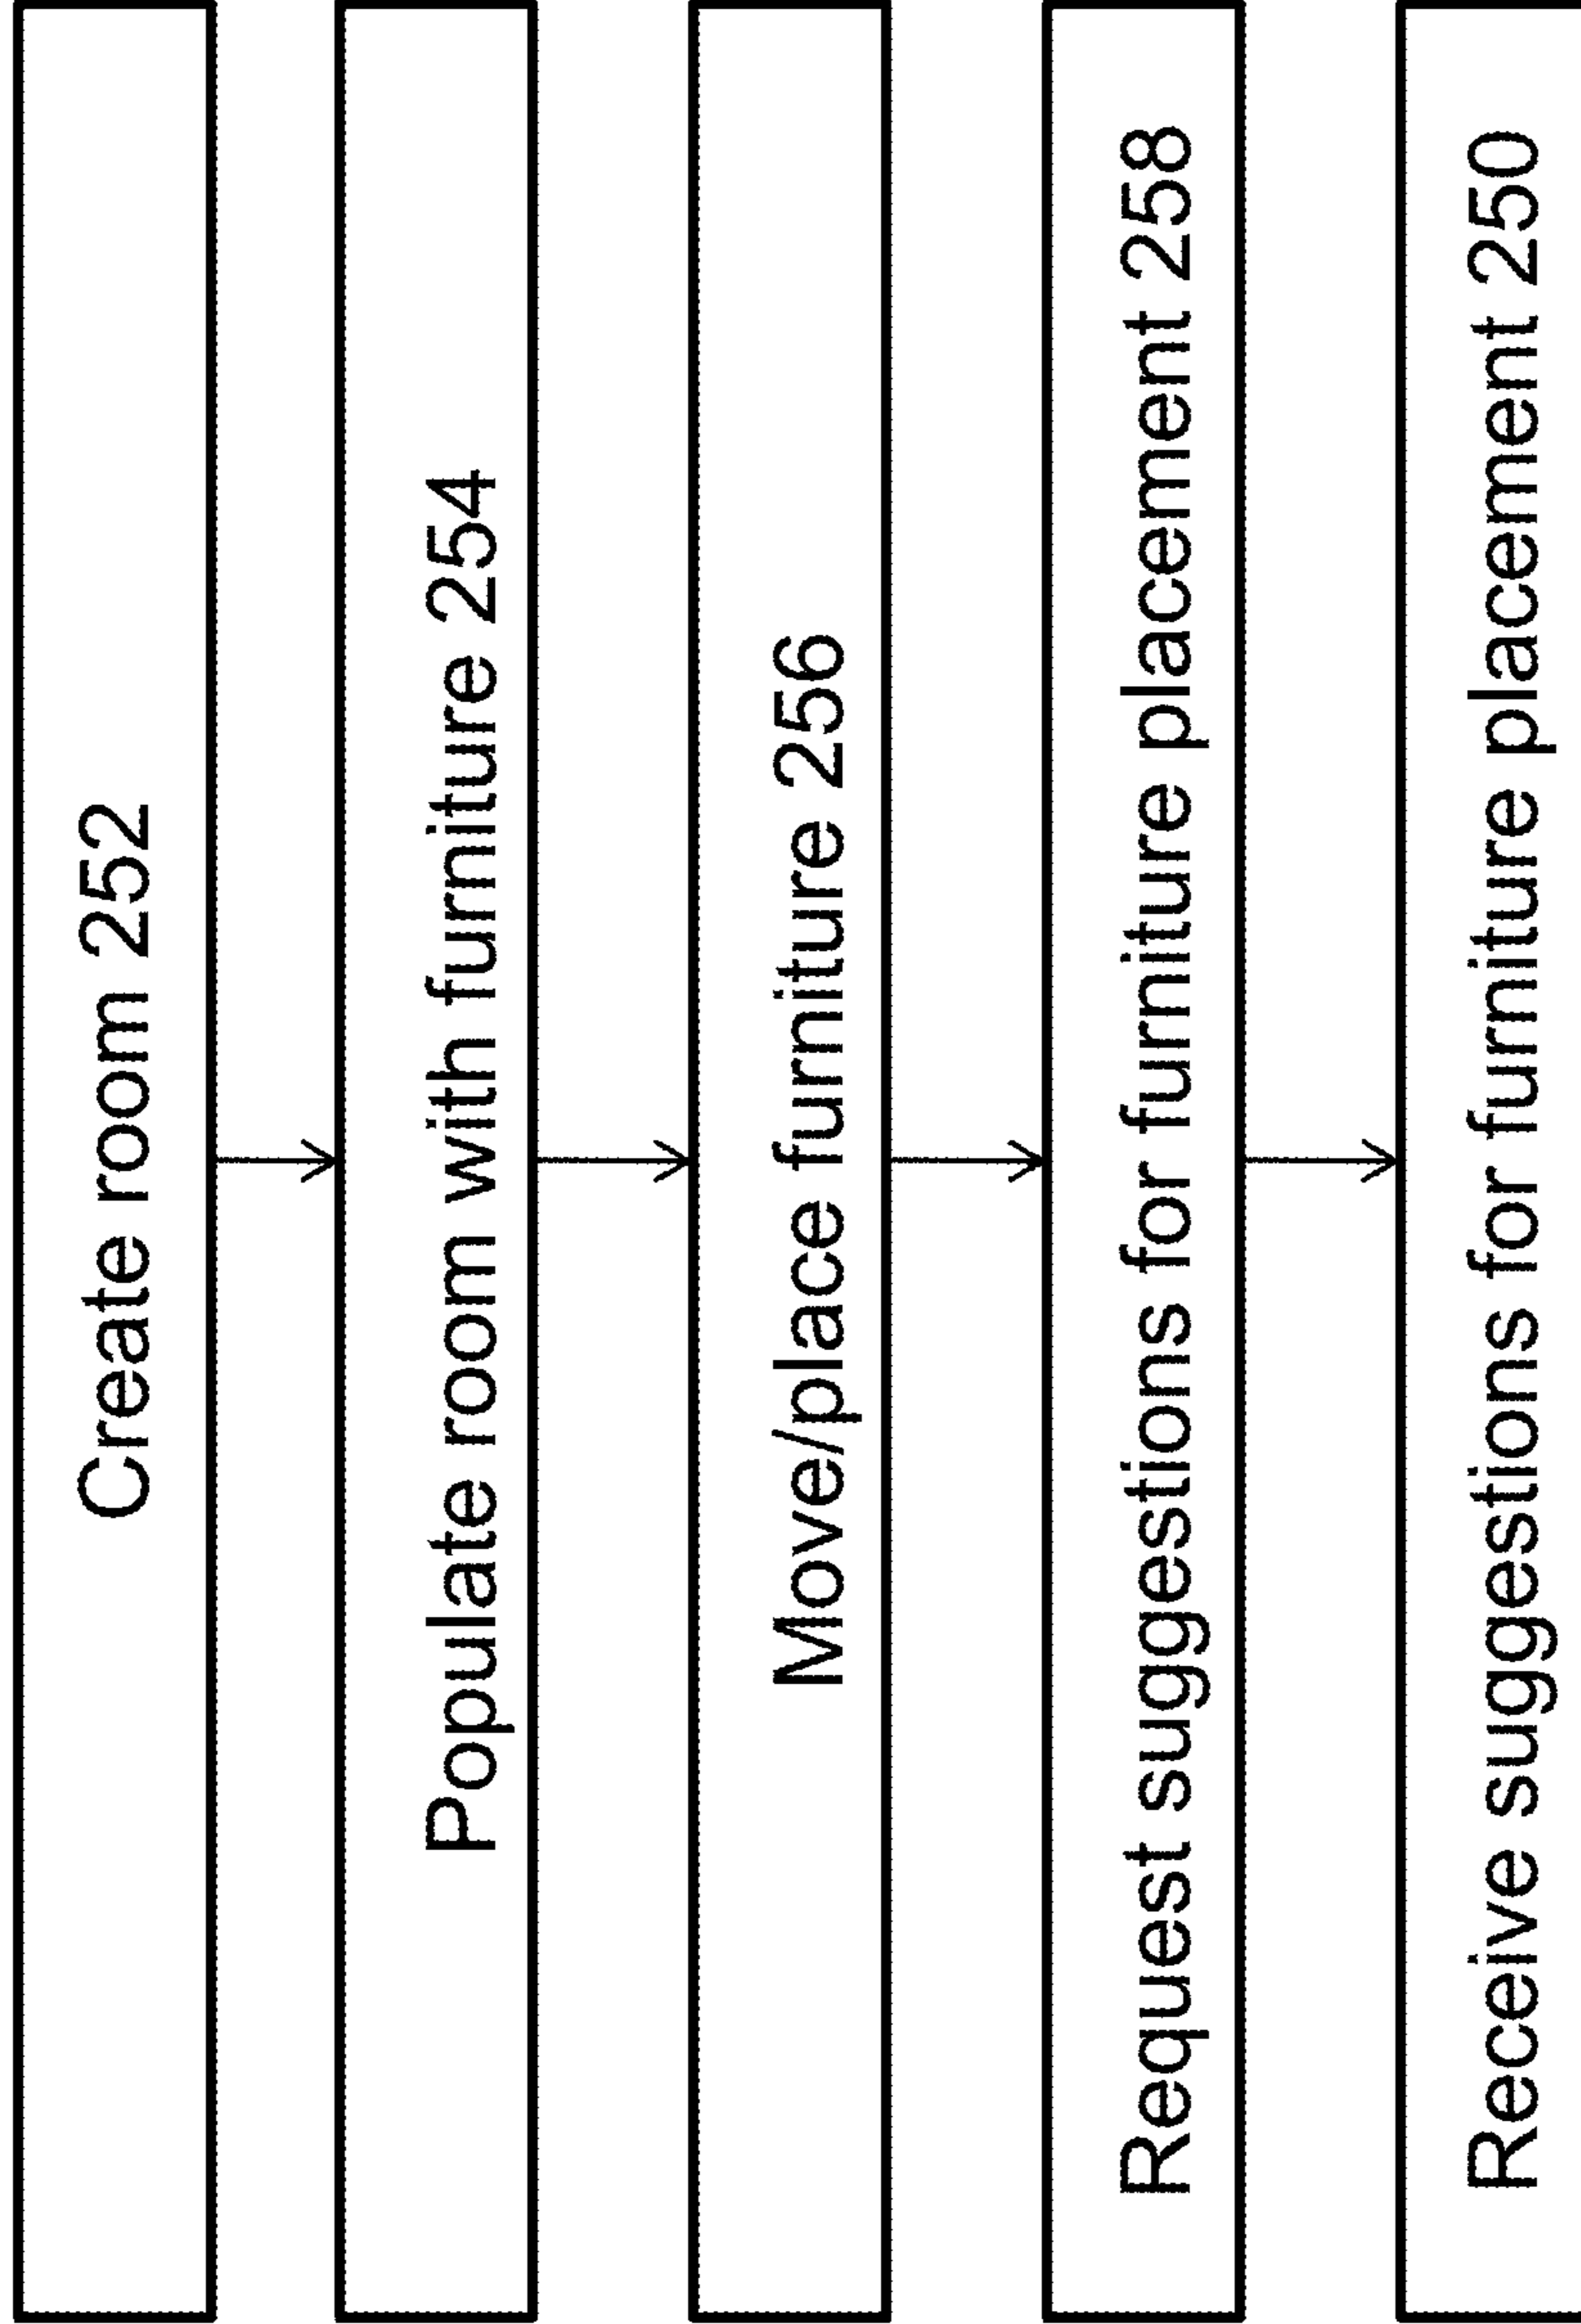 Create room 252
Populate room with furniture 254
Move/place furniture 256
Request suggestions for furniture placement 258
Receive suggestions for furniture placement 250